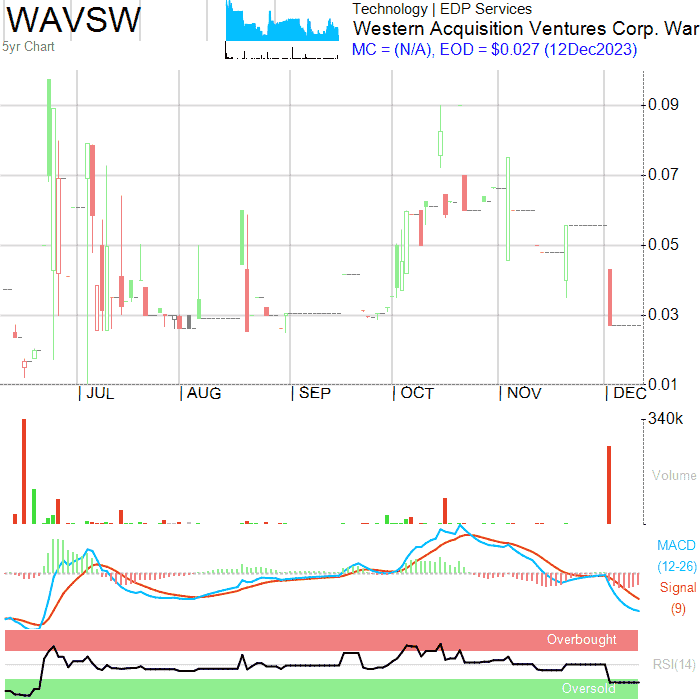 WAVSW
5yr Chart
Technology | EDP Services
Western Acquisition Ventures Corp. War
MC = (N/A), EOD = $0.027 (12Dec2023)
0.09
0.07
0.05
0.03
0.01
JUL
AUG
SEP
OCT
NOV
DEC
340k
Volume
MACD
(12-26)
Signal
(9)
Overbought
RSI(14)
Oversold